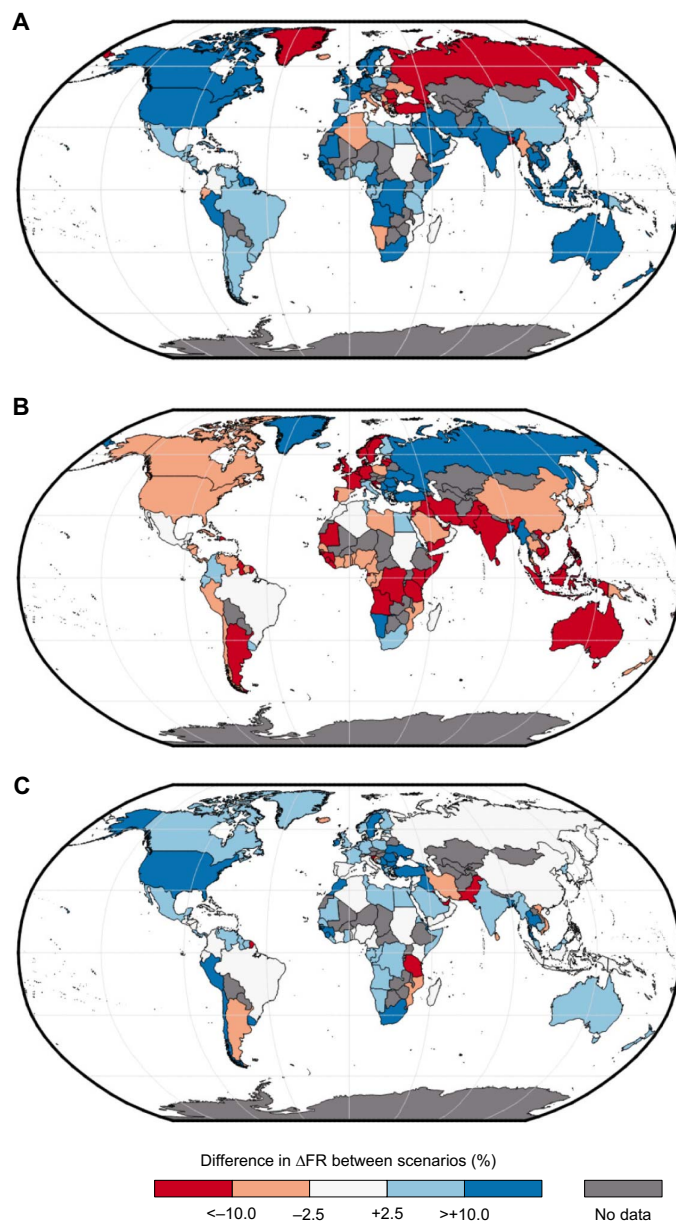 A
B
C
Difference in ΔFR between scenarios (%)
<–10.0 –2.5 +2.5 >+10.0 No data